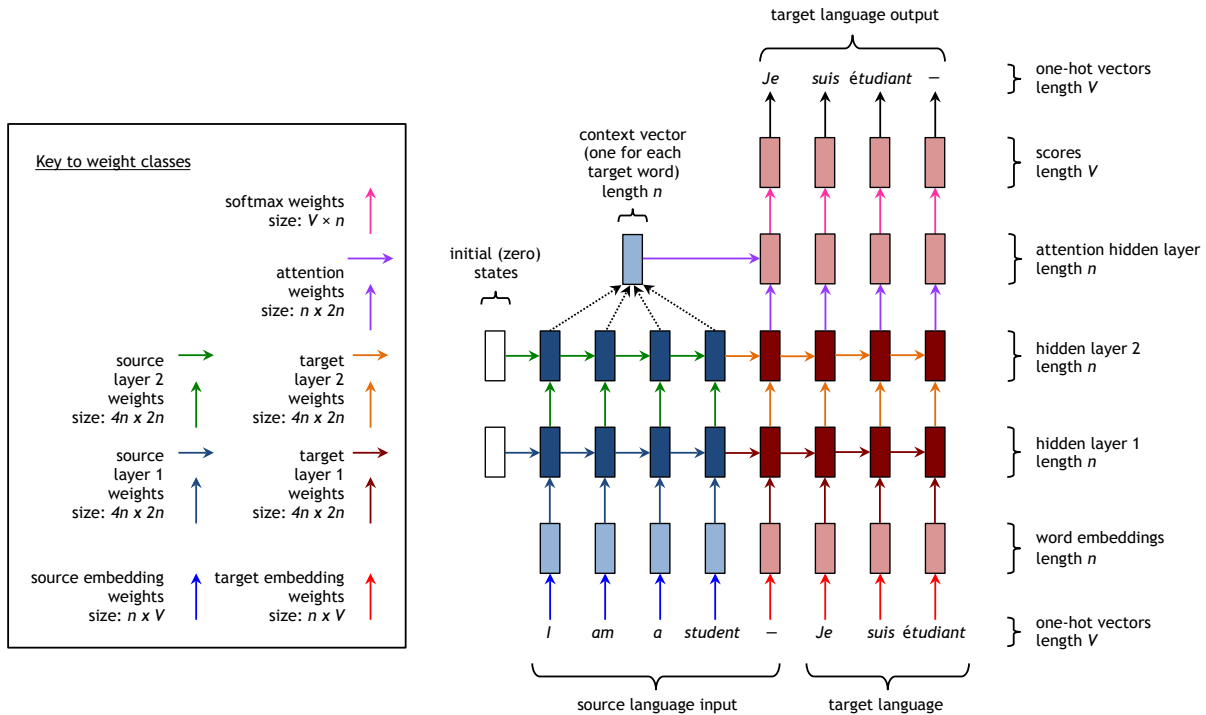 target language output
Je suis étudiant –
one-hot vectors
length V
Key to weight classes
softmax weights
size: V × n
attention
weights
size: n x 2n
source
layer 2
weights
size: 4n x 2n
target
layer 2
weights
size: 4n x 2n
source
layer 1
weights
size: 4n x 2n
target
layer 1
weights
size: 4n x 2n
source embedding
weights
size: n x V
target embedding
weights
size: n x V
context vector
(one for each
target word)
length n
scores
length V
initial (zero)
states
attention hidden layer
length n
hidden layer 2
length n
hidden layer 1
length n
word embeddings
length n
I am a student – Je suis étudiant
one-hot vectors
length V
source language input
target language